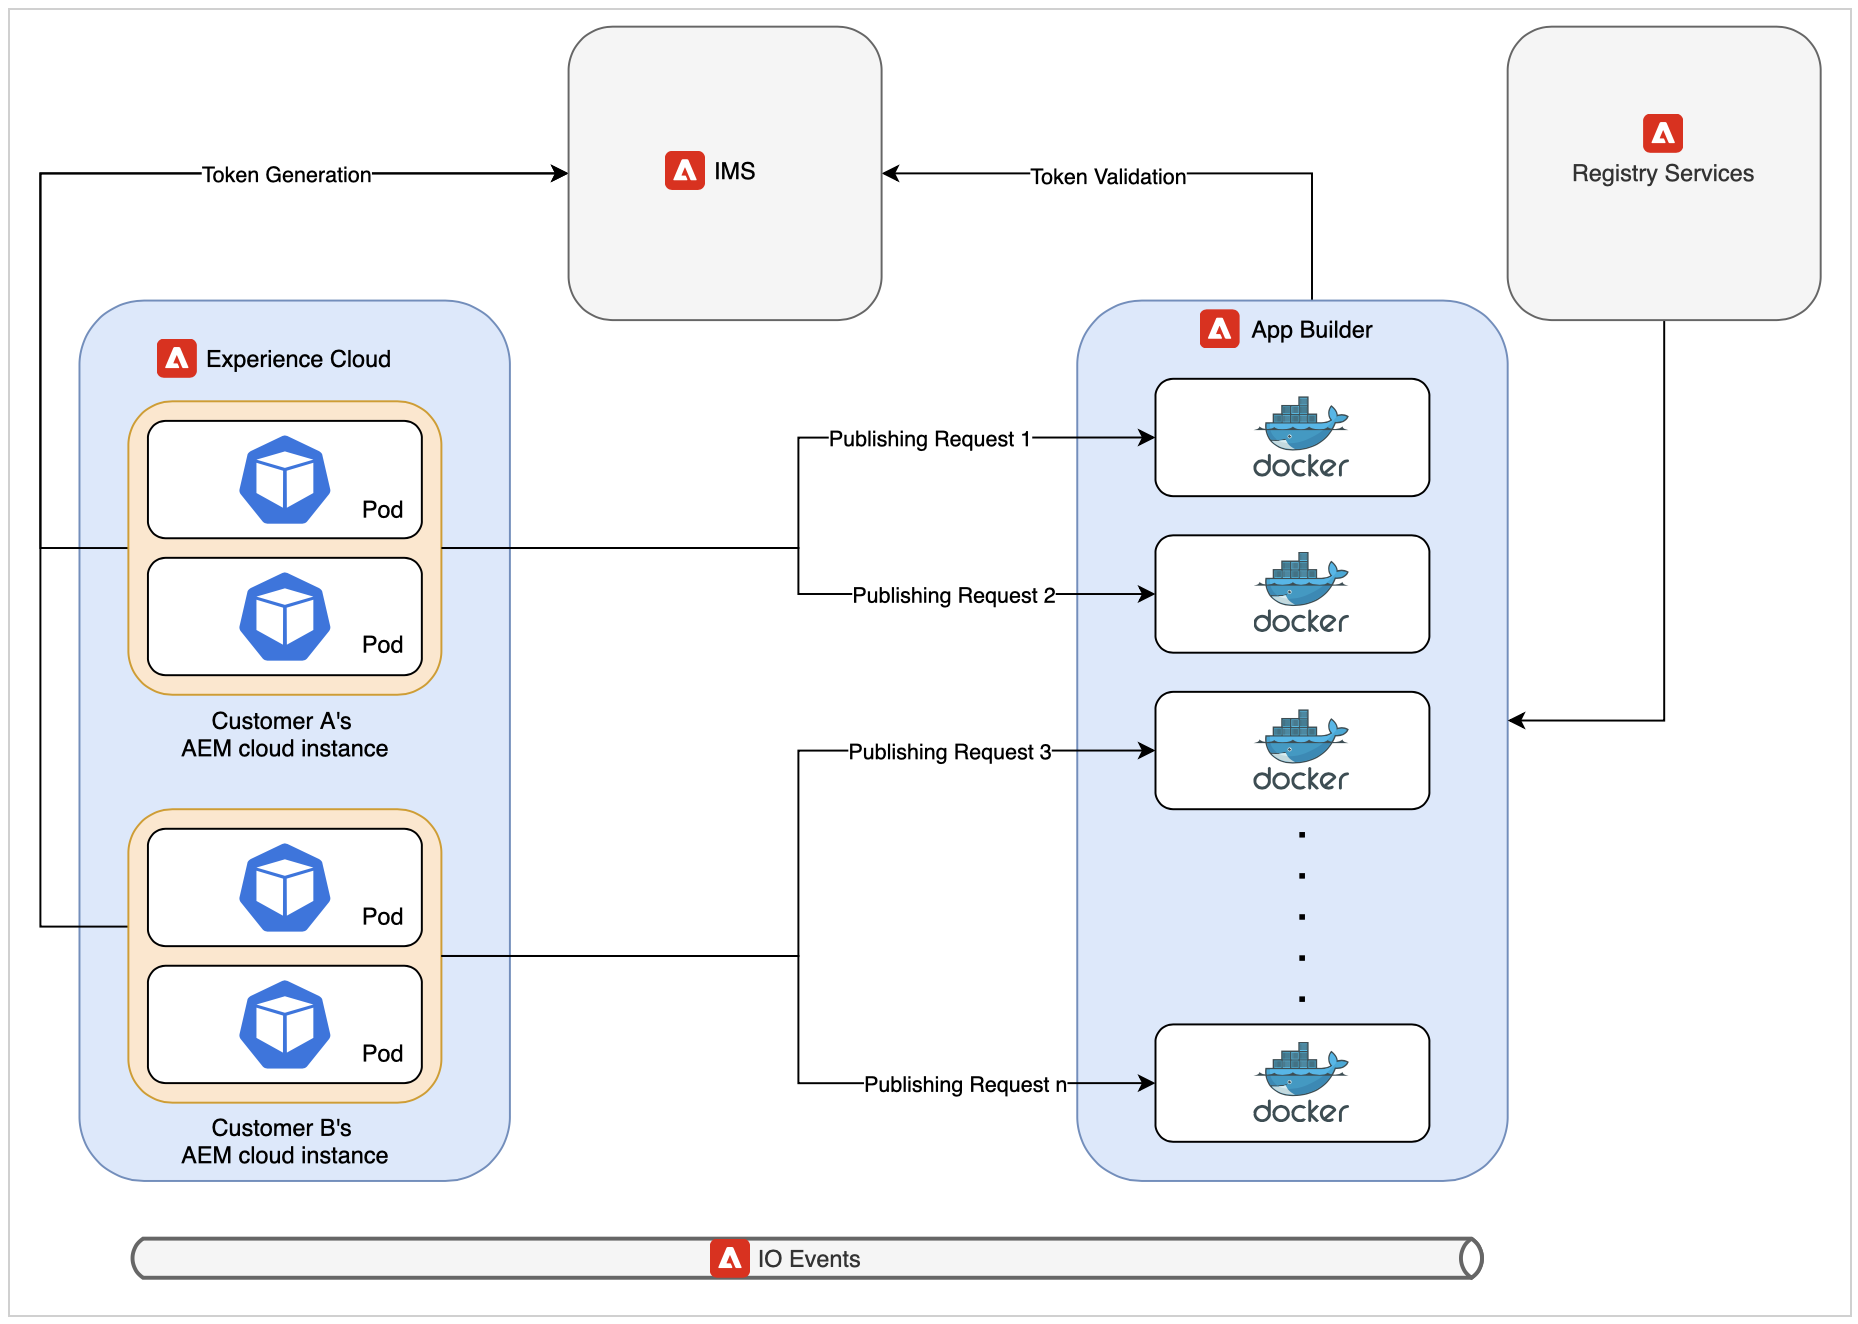 IMS
Registry Services
Token Generation
Token Validation
Experience Cloud
App Builder
Pod
Pod
Customer A's
AEM cloud instance
Pod
Pod
Customer B's
AEM cloud instance
Publishing Request 1
Publishing Request 2
Publishing Request 3
Publishing Request n
docker
docker
docker
docker
IO Events